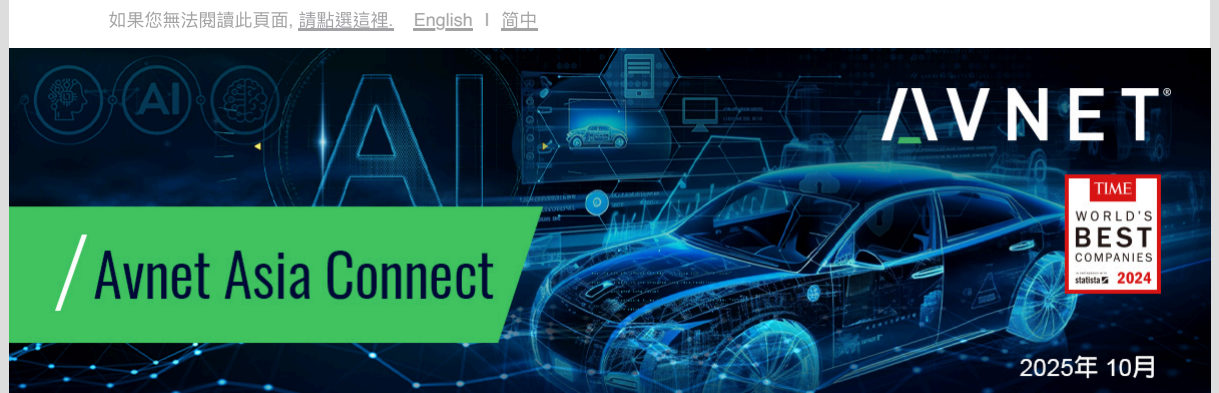 如果您無法閱讀此頁面, 請點選這裡. English | 简中
AI
AI
AVNET®
TIME
WORLD'S
BEST
COMPANIES
statista
2024
/Avnet Asia Connect
2025年 10月